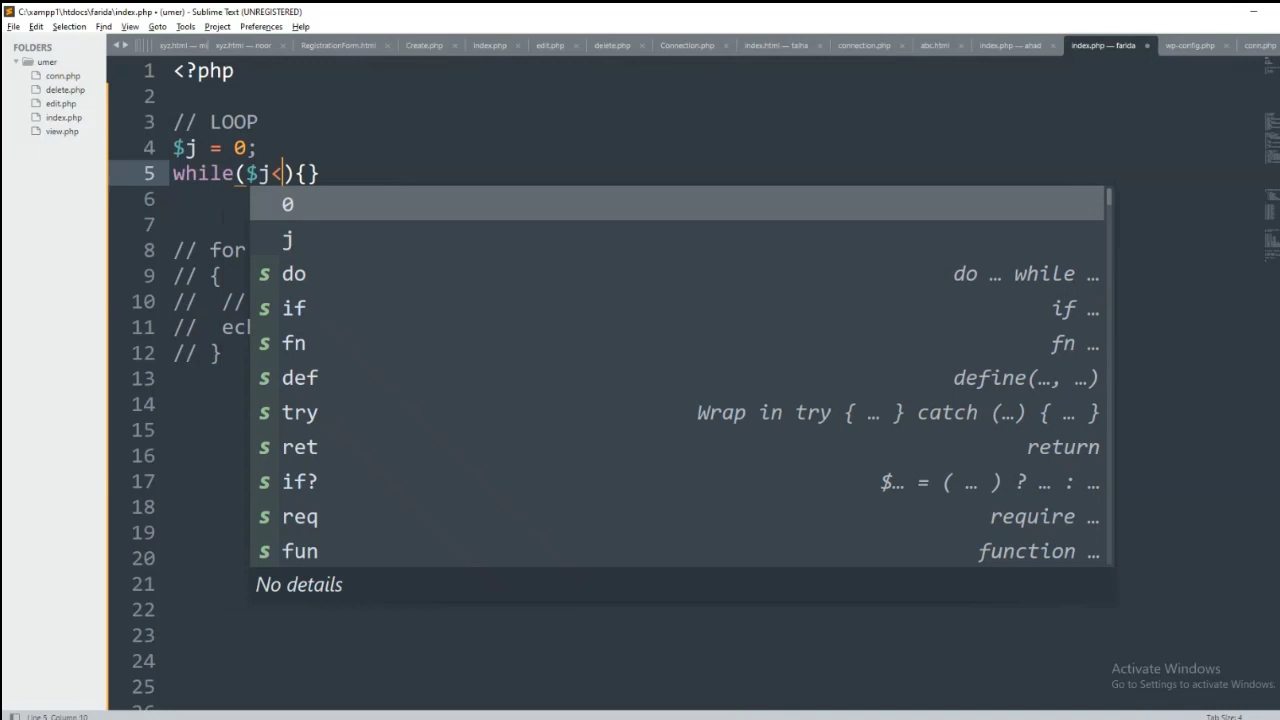 C:\xampp1\htdocs\farida\index.php • (umer) - Sublime Text (UNREGISTERED)
File Edit Selection Find View Goto Tools Project Preferences Help
FOLDERS
umer
conn.php
delete.php
edit.php
index.php
view.php
xyz.html — mi xyz.html — noor RegistrationForm.html Create.php Index.php edit.php delete.php Connection.php index.html — talha connection.php abc.html index.php — ahad index.php — farida wp-config.php conn.php
1 <?php
2
3 // LOOP
4 $j = 0;
5 while($j<){}
6
7
8 // for
9 // {
10 // //
11 // ech
12 // }
13
14
15
16
17
18
19
20
21
22
23
24
25
26
0
j
s do do … while …
s if if …
s fn fn …
s def define(…, …)
s try Wrap in try { … } catch (…) { … }
s ret return
s if? $… = ( … ) ? … : …
s req require …
s fun function …
No details
Activate Windows
Go to Settings to activate Windows.
Line 5, Column 10
Tab Size: 4